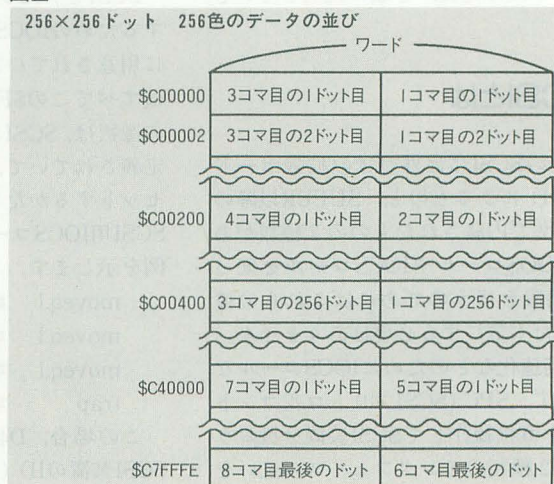 256×256ドット 256色のデータの並び
ワード
$C00000 3コマ目の1ドット目 1コマ目の1ドット目
$C00002 3コマ目の2ドット目 1コマ目の2ドット目
$C00200 4コマ目の1ドット目 2コマ目の1ドット目
$C00400 3コマ目の256ドット目 1コマ目の256ドット目
$C40000 7コマ目の1ドット目 5コマ目の1ドット目
$C7FFFE 8コマ目最後のドット 6コマ目最後のドット